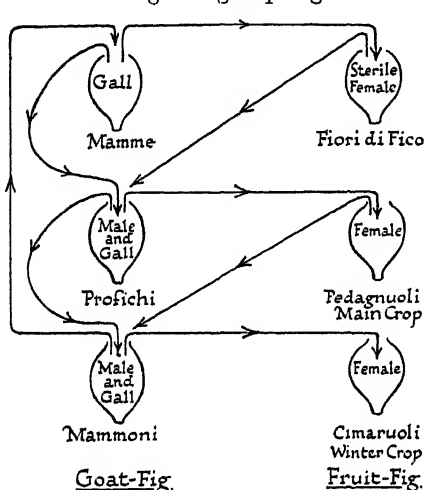 Gall
Mamme
Sterile
Female
Fiori di Fico
Male
and
Gall
Profichi
Female
Pedagnuoli
Main Crop
Male
and
Gall
Mammoni
Female
Cimaruoli
Winter Crop
Goat-Fig
Fruit-Fig